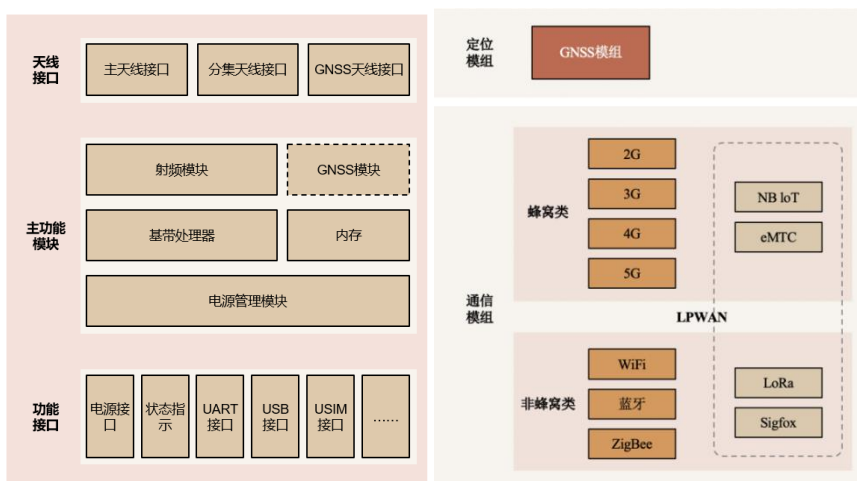 天线
接口
主天线接口
分集天线接口
GNSS天线接口
主功能
模块
射频模块
GNSS模块
基带处理器
内存
电源管理模块
功能
接口
电源接
口
状态指
示
UART
接口
USB
接口
USIM
接口
……
定位
模组
GNSS模组
通信
模组
蜂窝类
2G
3G
4G
5G
NB loT
eMTC
LPWAN
非蜂窝类
WiFi
蓝牙
ZigBee
LoRa
Sigfox